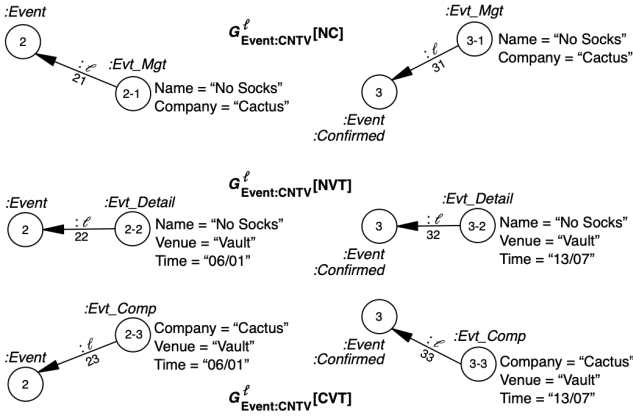 :Event
2
:ℓ
21
:Evt_Mgt
2-1
Name = “No Socks”
Company = “Cactus”
G^ℓ_Event:CNTV[NC]
:Evt_Mgt
3-1
Name = “No Socks”
Company = “Cactus”
:ℓ
31
3
:Event
:Confirmed
G^ℓ_Event:CNTV[NVT]
:Event
2
:ℓ
22
:Evt_Detail
2-2
Name = “No Socks”
Venue = “Vault”
Time = “06/01”
3
:Event
:Confirmed
:ℓ
32
:Evt_Detail
3-2
Name = “No Socks”
Venue = “Vault”
Time = “13/07”
:Evt_Comp
2-3
Company = “Cactus”
Venue = “Vault”
Time = “06/01”
:ℓ
23
:Event
2
3
:Event
:Confirmed
:ℓ
33
:Evt_Comp
3-3
Company = “Cactus”
Venue = “Vault”
Time = “13/07”
G^ℓ_Event:CNTV[CVT]